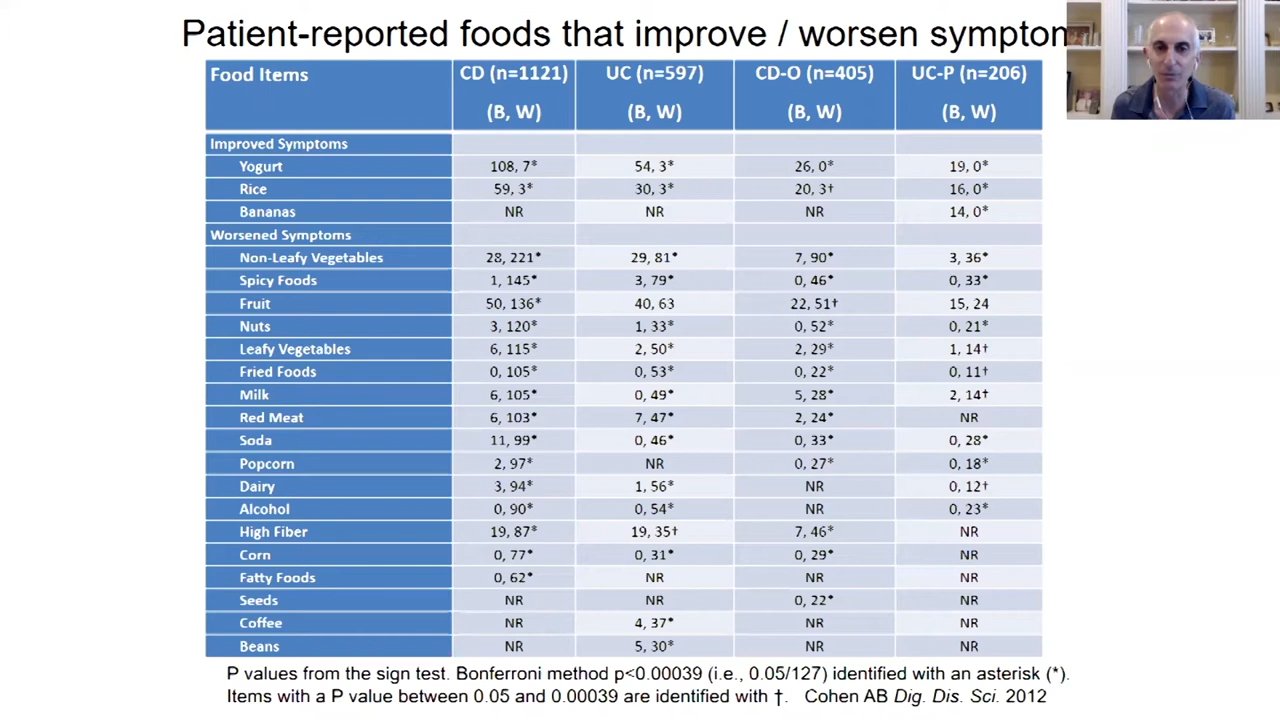 Patient-reported foods that improve / worsen symptom
Food Items CD (n=1121) UC (n=597) CD-O (n=405) UC-P (n=206)
(B, W) (B, W) (B, W) (B, W)
Improved Symptoms
Yogurt 108, 7* 54, 3* 26, 0* 19, 0*
Rice 59, 3* 30, 3* 20, 3† 16, 0*
Bananas NR NR NR 14, 0*
Worsened Symptoms
Non-Leafy Vegetables 28, 221* 29, 81* 7, 90* 3, 36*
Spicy Foods 1, 145* 3, 79* 0, 46* 0, 33*
Fruit 50, 136* 40, 63 22, 51† 15, 24
Nuts 3, 120* 1, 33* 0, 52* 0, 21*
Leafy Vegetables 6, 115* 2, 50* 2, 29* 1, 14†
Fried Foods 0, 105* 0, 53* 0, 22* 0, 11†
Milk 6, 105* 0, 49* 5, 28* 2, 14†
Red Meat 6, 103* 7, 47* 2, 24* NR
Soda 11, 99* 0, 46* 0, 33* 0, 28*
Popcorn 2, 97* NR 0, 27* 0, 18*
Dairy 3, 94* 1, 56* NR 0, 12†
Alcohol 0, 90* 0, 54* NR 0, 23*
High Fiber 19, 87* 19, 35† 7, 46* NR
Corn 0, 77* 0, 31* 0, 29* NR
Fatty Foods 0, 62* NR NR NR
Seeds NR NR 0, 22* NR
Coffee NR 4, 37* NR NR
Beans NR 5, 30* NR NR
P values from the sign test. Bonferroni method p<0.00039 (i.e., 0.05/127) identified with an asterisk (*).
Items with a P value between 0.05 and 0.00039 are identified with †. Cohen AB Dig. Dis. Sci. 2012